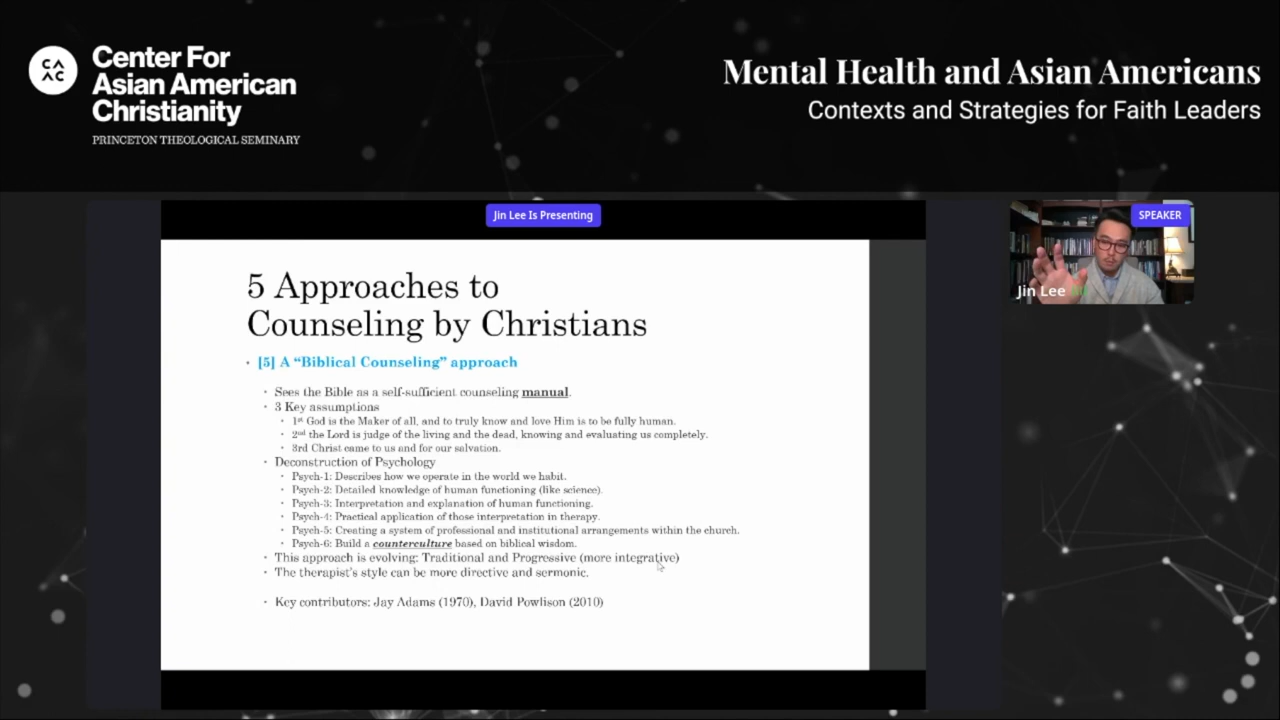 CA
AC
Center For
Asian American
Christianity
PRINCETON THEOLOGICAL SEMINARY
Mental Health and Asian Americans
Contexts and Strategies for Faith Leaders
Jin Lee Is Presenting
SPEAKER
Jin Lee
5 Approaches to
Counseling by Christians
• [5] A “Biblical Counseling” approach
• Sees the Bible as a self-sufficient counseling manual.
• 3 Key assumptions
• 1st God is the Maker of all, and to truly know and love Him is to be fully human.
• 2nd the Lord is judge of the living and the dead, knowing and evaluating us completely.
• 3rd Christ came to us and for our salvation.
• Deconstruction of Psychology
• Psych-1: Describes how we operate in the world we habit.
• Psych-2: Detailed knowledge of human functioning (like science).
• Psych-3: Interpretation and explanation of human functioning.
• Psych-4: Practical application of those interpretation in therapy.
• Psych-5: Creating a system of professional and institutional arrangements within the church.
• Psych-6: Build a counterculture based on biblical wisdom.
• This approach is evolving: Traditional and Progressive (more integrative)
• The therapist's style can be more directive and sermonic.
• Key contributors: Jay Adams (1970), David Powlison (2010)